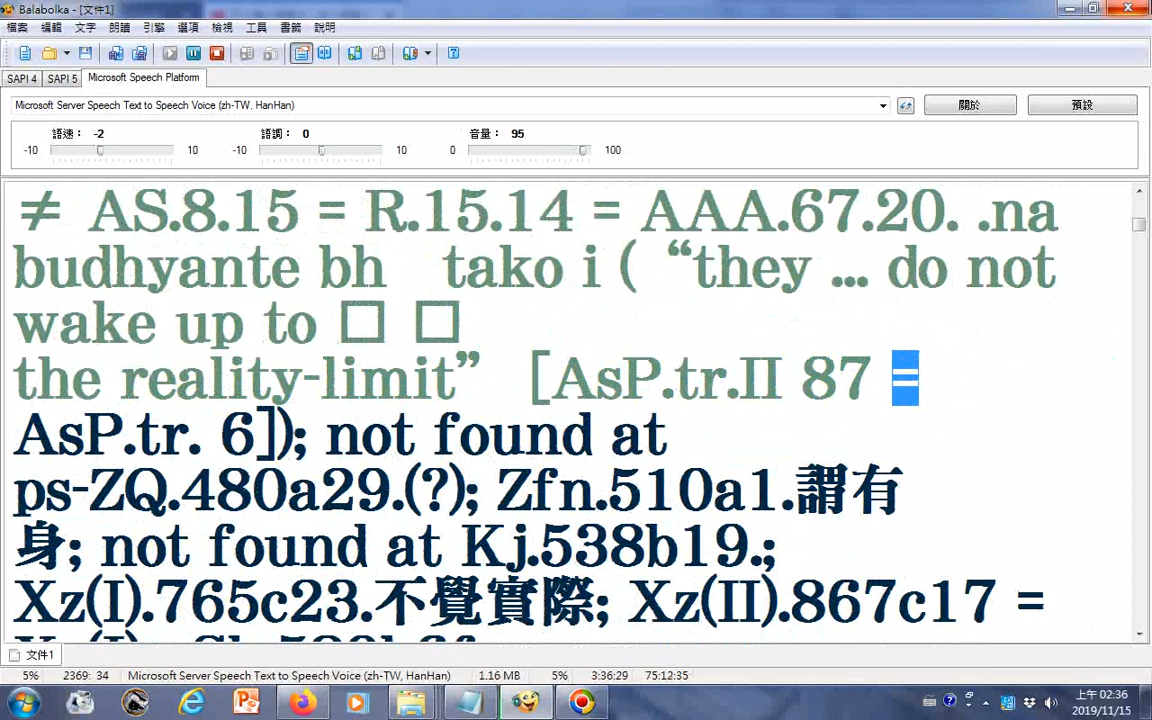 Balabolka - [文件1]
檔案 編輯 文字 朗讀 引擎 選項 檢視 工具 書籤 說明
SAPI 4 SAPI 5 Microsoft Speech Platform
Microsoft Server Speech Text to Speech Voice (zh-TW, HanHan) 關於 預設
語速： -2 語調： 0 音量： 95
-10 10 -10 10 0 100
≠ AS.8.15 = R.15.14 = AAA.67.20. .na
budhyante bh tako i (“they ... do not
wake up to □ □
the reality-limit” [AsP.tr.II 87 =
AsP.tr. 6]); not found at
ps-ZQ.480a29.(?); Zfn.510a1.謂有
身; not found at Kj.538b19.;
Xz(I).765c23.不覺實際; Xz(II).867c17 =
文件1
5% 2369: 34 Microsoft Server Speech Text to Speech Voice (zh-TW, HanHan) 1.16 MB 5% 3:36:29 75:12:35
上午 02:36
2019/11/15